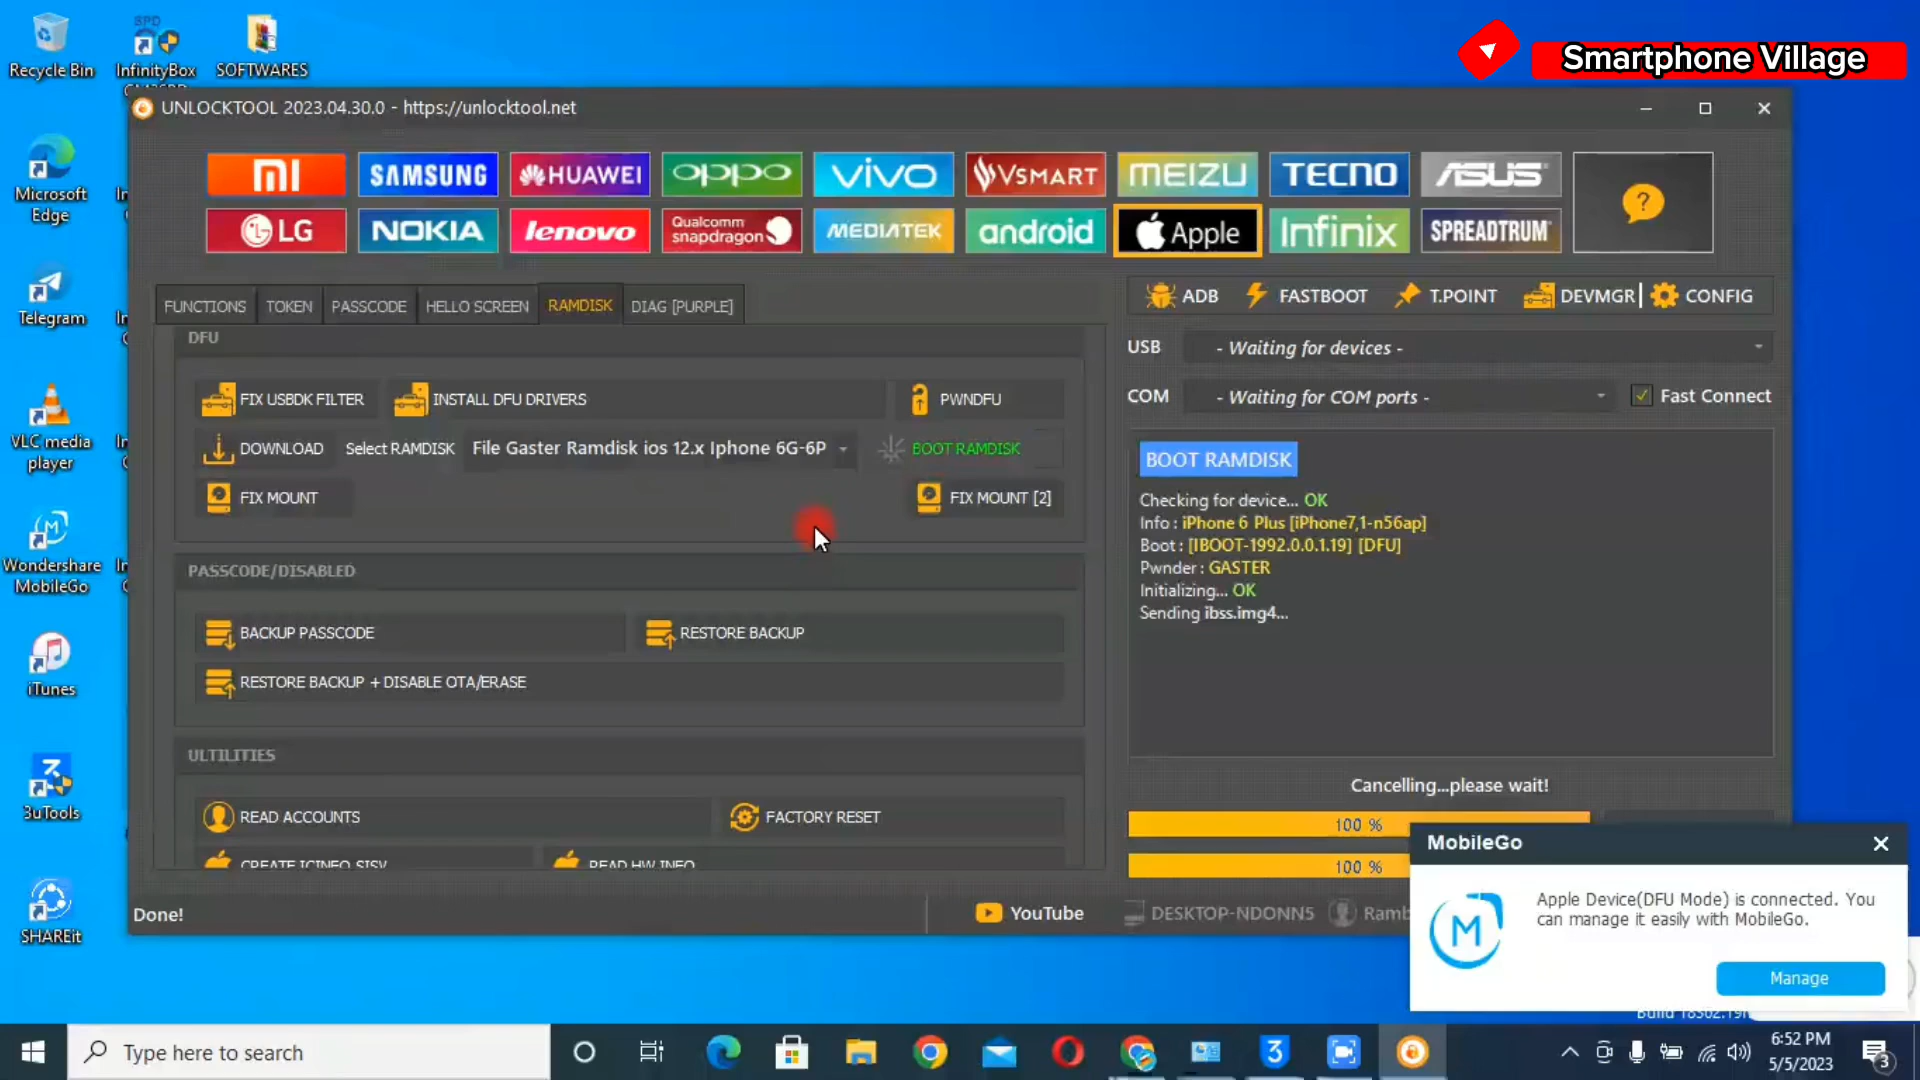 Smartphone Village
Recycle Bin
InfinityBox
SOFTWARES
UNLOCKTOOL 2023.04.30.0 - https://unlocktool.net
mi
SAMSUNG
HUAWEI
oppo
vivo
VSMART
MEIZU
TECNO
ASUS
?
LG
NOKIA
lenovo
Qualcomm
snapdragon
MEDIATEK
android
Apple
Infinix
SPREADTRUM
Microsoft
Edge
Telegram
VLC media
player
Wondershare
MobileGo
iTunes
3uTools
SHAREit
FUNCTIONS
TOKEN
PASSCODE
HELLO SCREEN
RAMDISK
DIAG [PURPLE]
DFU
FIX USBDK FILTER
INSTALL DFU DRIVERS
PWNDFU
DOWNLOAD
Select RAMDISK
File Gaster Ramdisk ios 12.x Iphone 6G-6P
BOOT RAMDISK
FIX MOUNT
FIX MOUNT [2]
PASSCODE/DISABLED
BACKUP PASSCODE
RESTORE BACKUP
RESTORE BACKUP + DISABLE OTA/ERASE
ULTILITIES
READ ACCOUNTS
FACTORY RESET
READ HW INFO
ADB
FASTBOOT
T.POINT
DEVMGR
CONFIG
USB
- Waiting for devices -
COM
- Waiting for COM ports -
Fast Connect
BOOT RAMDISK
Checking for device... OK
Info : iPhone 6 Plus [iPhone7,1-n56ap]
Boot : [IBOOT-1992.0.0.1.19] [DFU]
Pwnder : GASTER
Initializing... OK
Sending ibss.img4...
Cancelling...please wait!
100 %
100 %
Done!
YouTube
DESKTOP-NDONN5
MobileGo
Apple Device(DFU Mode) is connected. You
can manage it easily with MobileGo.
Manage
Type here to search
6:52 PM
5/5/2023
3